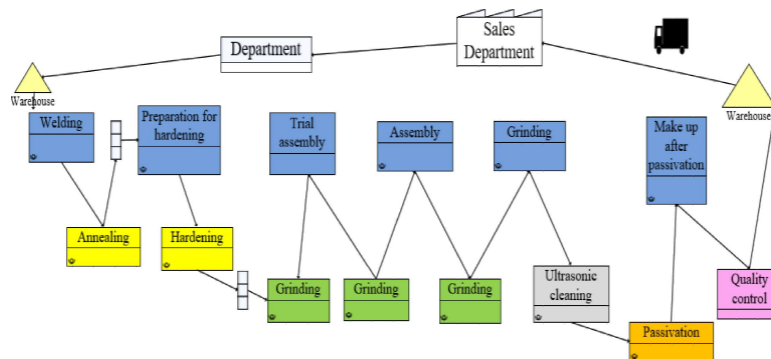 Department
Sales
Department
Warehouse
Warehouse
Welding
Preparation for
hardening
Trial
assembly
Assembly
Grinding
Make up
after
passivation
Annealing
Hardening
Grinding
Grinding
Grinding
Ultrasonic
cleaning
Passivation
Quality
control